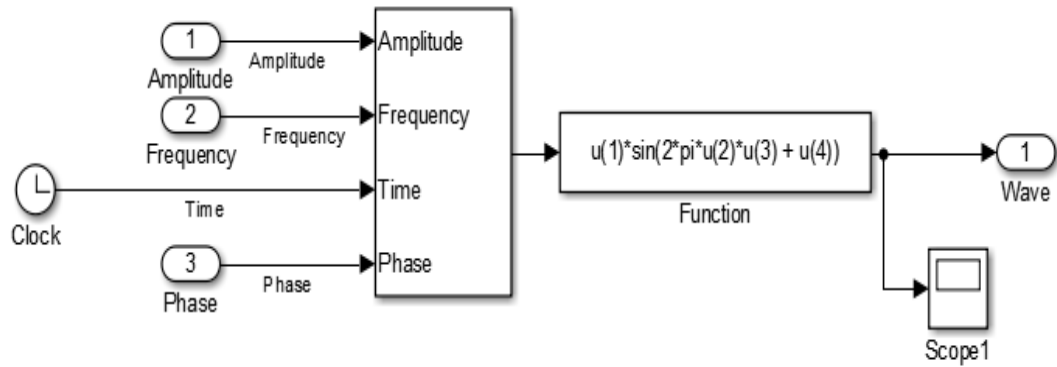 1
Amplitude
Amplitude
Amplitude
2
Frequency
Frequency
Frequency
Clock
Time
Time
3
Phase
Phase
Phase
u(1)*sin(2*pi*u(2)*u(3) + u(4))
Function
1
Wave
Scope1